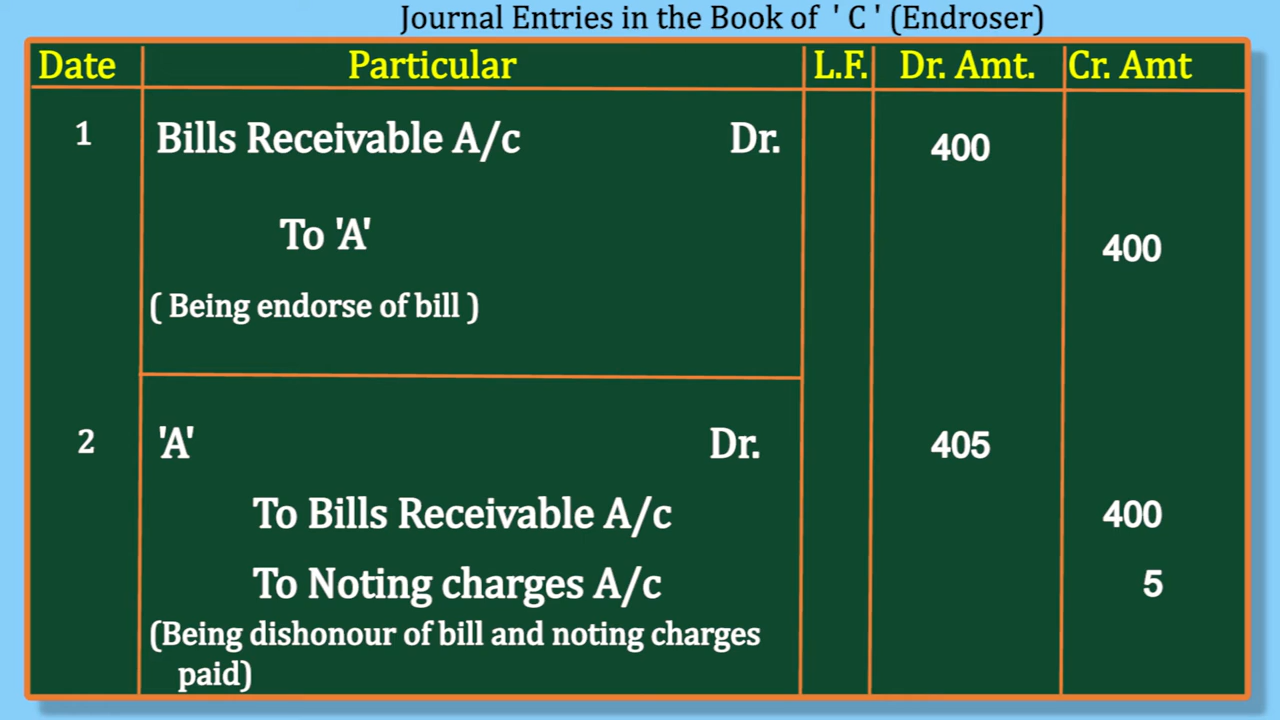 Journal Entries in the Book of ' C ' (Endroser)
Date Particular L.F. Dr. Amt. Cr. Amt
1 Bills Receivable A/c Dr. 400
To 'A' 400
( Being endorse of bill )
2 'A' Dr. 405
To Bills Receivable A/c 400
To Noting charges A/c 5
(Being dishonour of bill and noting charges
paid)